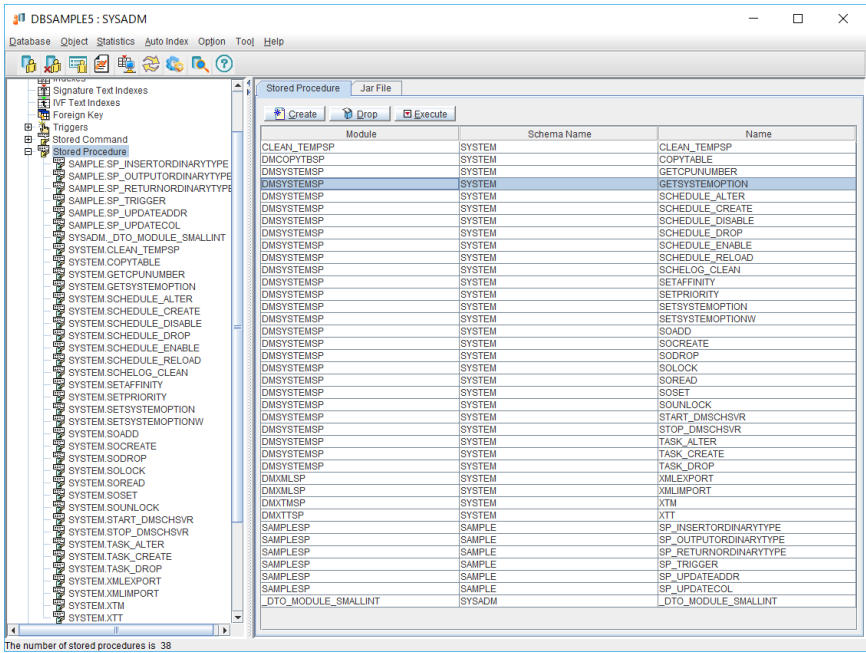 DBSAMPLE5 : SYSADM
Database Object Statistics Auto Index Option Tool Help
Indexes
Signature Text Indexes
IVF Text Indexes
Foreign Key
Triggers
Stored Command
Stored Procedure
SAMPLE.SP_INSERTORDINARYTYPE
SAMPLE.SP_OUTPUTORDINARYTYPE
SAMPLE.SP_RETURNORDINARYTYPE
SAMPLE.SP_TRIGGER
SAMPLE.SP_UPDATEADDR
SAMPLE.SP_UPDATECOL
SYSADM._DTO_MODULE_SMALLINT
SYSTEM.CLEAN_TEMPSP
SYSTEM.COPYTABLE
SYSTEM.GETCPUNUMBER
SYSTEM.GETSYSTEMOPTION
SYSTEM.SCHEDULE_ALTER
SYSTEM.SCHEDULE_CREATE
SYSTEM.SCHEDULE_DISABLE
SYSTEM.SCHEDULE_DROP
SYSTEM.SCHEDULE_ENABLE
SYSTEM.SCHEDULE_RELOAD
SYSTEM.SCHELOG_CLEAN
SYSTEM.SETAFFINITY
SYSTEM.SETPRIORITY
SYSTEM.SETSYSTEMOPTION
SYSTEM.SETSYSTEMOPTIONW
SYSTEM.SOADD
SYSTEM.SOCREATE
SYSTEM.SODROP
SYSTEM.SOLOCK
SYSTEM.SOREAD
SYSTEM.SOSET
SYSTEM.SOUNLOCK
SYSTEM.START_DMSCHSVR
SYSTEM.STOP_DMSCHSVR
SYSTEM.TASK_ALTER
SYSTEM.TASK_CREATE
SYSTEM.TASK_DROP
SYSTEM.XMLEXPORT
SYSTEM.XMLIMPORT
SYSTEM.XTM
SYSTEM.XTT
Stored Procedure Jar File
Create Drop Execute
Module Schema Name Name
CLEAN_TEMPSP SYSTEM CLEAN_TEMPSP
DMCOPYTBSP SYSTEM COPYTABLE
DMSYSTEMSP SYSTEM GETCPUNUMBER
DMSYSTEMSP SYSTEM GETSYSTEMOPTION
DMSYSTEMSP SYSTEM SCHEDULE_ALTER
DMSYSTEMSP SYSTEM SCHEDULE_CREATE
DMSYSTEMSP SYSTEM SCHEDULE_DISABLE
DMSYSTEMSP SYSTEM SCHEDULE_DROP
DMSYSTEMSP SYSTEM SCHEDULE_ENABLE
DMSYSTEMSP SYSTEM SCHEDULE_RELOAD
DMSYSTEMSP SYSTEM SCHELOG_CLEAN
DMSYSTEMSP SYSTEM SETAFFINITY
DMSYSTEMSP SYSTEM SETPRIORITY
DMSYSTEMSP SYSTEM SETSYSTEMOPTION
DMSYSTEMSP SYSTEM SETSYSTEMOPTIONW
DMSYSTEMSP SYSTEM SOADD
DMSYSTEMSP SYSTEM SOCREATE
DMSYSTEMSP SYSTEM SODROP
DMSYSTEMSP SYSTEM SOLOCK
DMSYSTEMSP SYSTEM SOREAD
DMSYSTEMSP SYSTEM SOSET
DMSYSTEMSP SYSTEM SOUNLOCK
DMSYSTEMSP SYSTEM START_DMSCHSVR
DMSYSTEMSP SYSTEM STOP_DMSCHSVR
DMSYSTEMSP SYSTEM TASK_ALTER
DMSYSTEMSP SYSTEM TASK_CREATE
DMSYSTEMSP SYSTEM TASK_DROP
DMXMLSP SYSTEM XMLEXPORT
DMXMLSP SYSTEM XMLIMPORT
DMXTMSP SYSTEM XTM
DMXTTSP SYSTEM XTT
SAMPLESP SAMPLE SP_INSERTORDINARYTYPE
SAMPLESP SAMPLE SP_OUTPUTORDINARYTYPE
SAMPLESP SAMPLE SP_RETURNORDINARYTYPE
SAMPLESP SAMPLE SP_TRIGGER
SAMPLESP SAMPLE SP_UPDATEADDR
SAMPLESP SAMPLE SP_UPDATECOL
_DTO_MODULE_SMALLINT SYSADM _DTO_MODULE_SMALLINT
The number of stored procedures is 38